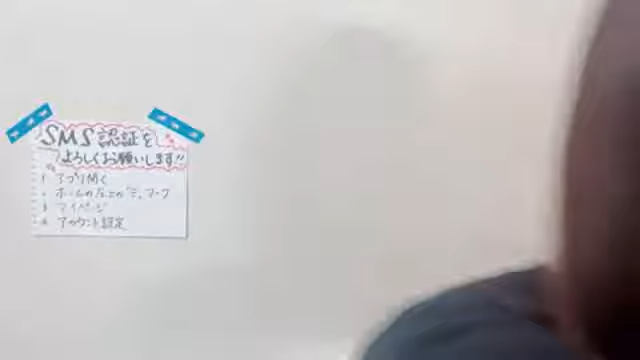 SMS認証を
よろしくお願いします!!
1 アプリ開く
2 ホームの左上の"三"マーク
3 マイページ
4 アカウント設定